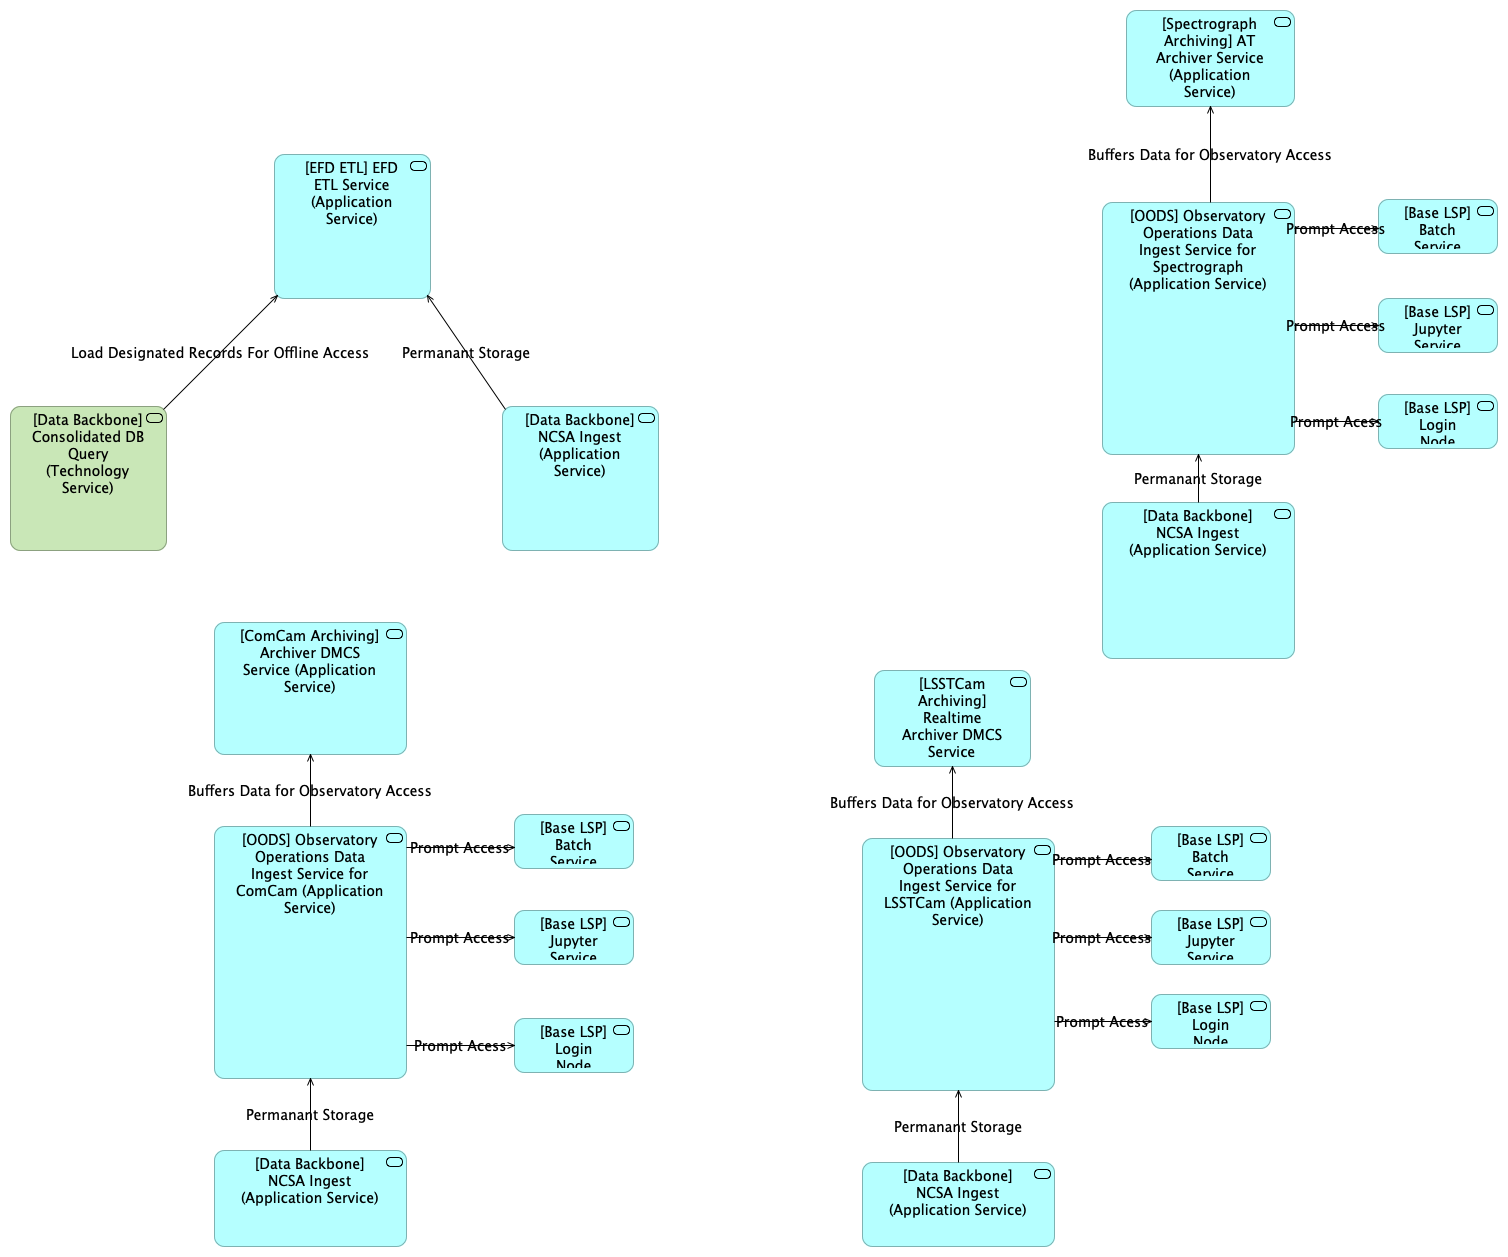 [Spectrograph
Archiving] AT
Archiver Service
(Application
Service)
Buffers Data for Observatory Access
[OODS] Observatory
Operations Data
Ingest Service for
Spectrograph
(Application Service)
Prompt Access
[Base LSP]
Batch
Service
Prompt Access
[Base LSP]
Jupyter
Service
Prompt Acess
[Base LSP]
Login
Node
Permanant Storage
[Data Backbone]
NCSA Ingest
(Application Service)
[EFD ETL] EFD
ETL Service
(Application
Service)
Load Designated Records For Offline Access
Permanant Storage
[Data Backbone]
Consolidated DB
Query
(Technology
Service)
[Data Backbone]
NCSA Ingest
(Application
Service)
[ComCam Archiving]
Archiver DMCS
Service (Application
Service)
Buffers Data for Observatory Access
[OODS] Observatory
Operations Data
Ingest Service for
ComCam (Application
Service)
Prompt Access
[Base LSP]
Batch
Service
Prompt Access
[Base LSP]
Jupyter
Service
Prompt Acess
[Base LSP]
Login
Node
Permanant Storage
[Data Backbone]
NCSA Ingest
(Application Service)
[LSSTCam
Archiving]
Realtime
Archiver DMCS
Service
Buffers Data for Observatory Access
[OODS] Observatory
Operations Data
Ingest Service for
LSSTCam (Application
Service)
Prompt Access
[Base LSP]
Batch
Service
Prompt Access
[Base LSP]
Jupyter
Service
Prompt Acess
[Base LSP]
Login
Node
Permanant Storage
[Data Backbone]
NCSA Ingest
(Application Service)